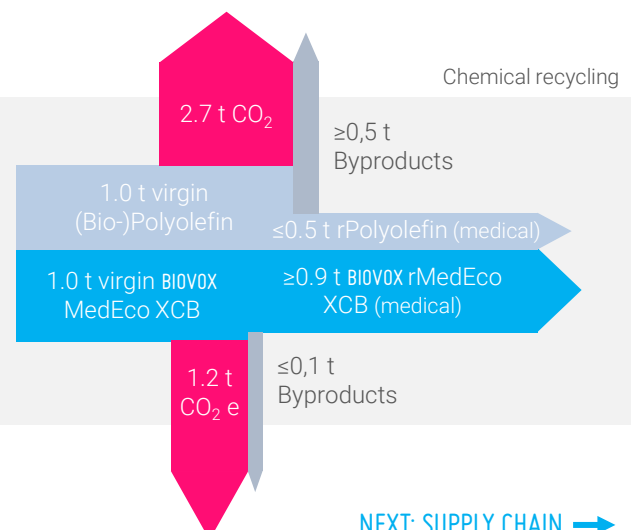 Chemical recycling
2.7 t CO₂
≥0,5 t
Byproducts
1.0 t virgin
(Bio-)Polyolefin
≤0.5 t rPolyolefin (medical)
1.0 t virgin BIOVOX
MedEco XCB
≥0.9 t BIOVOX rMedEco
XCB (medical)
1.2 t
CO₂ e
≤0,1 t
Byproducts
NEXT: SUPPLY CHAIN